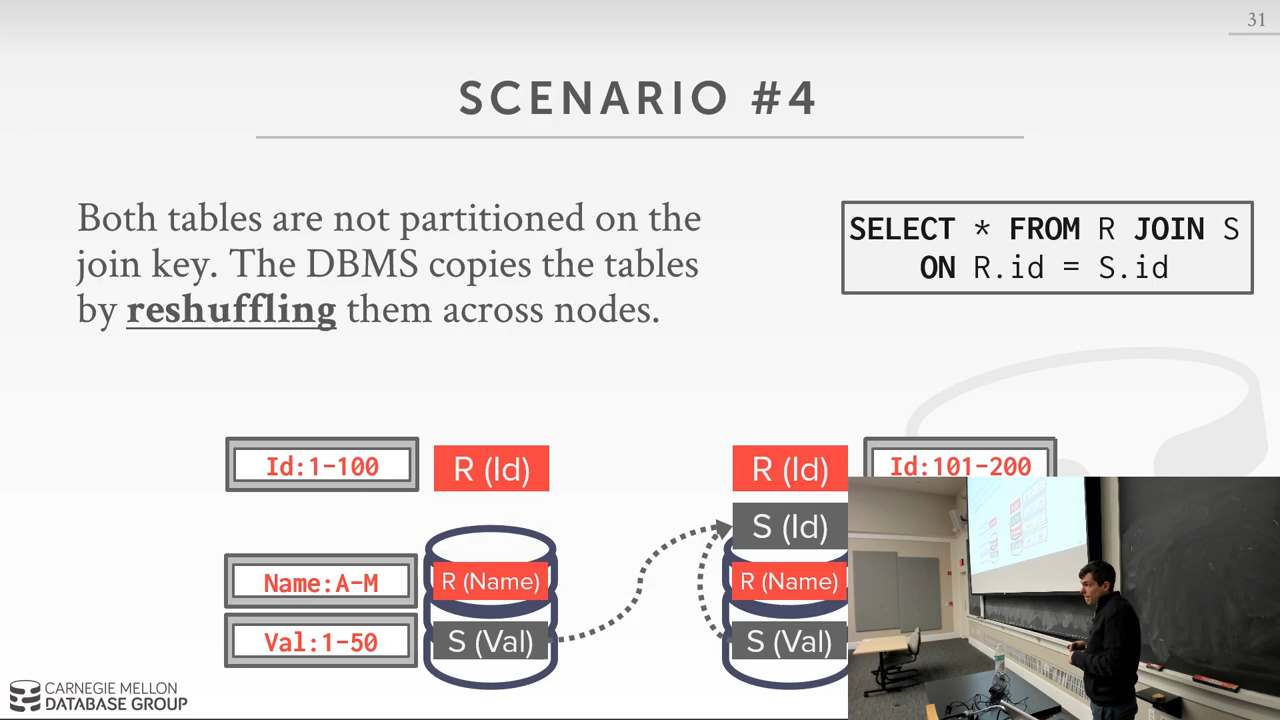 31
SCENARIO #4
Both tables are not partitioned on the
join key. The DBMS copies the tables
by reshuffling them across nodes.
SELECT * FROM R JOIN S
ON R.id = S.id
Id:1-100
R (Id)
R (Id)
Id:101-200
S (Id)
Name:A-M
R (Name)
R (Name)
Val:1-50
S (Val)
S (Val)
CARNEGIE MELLON
DATABASE GROUP